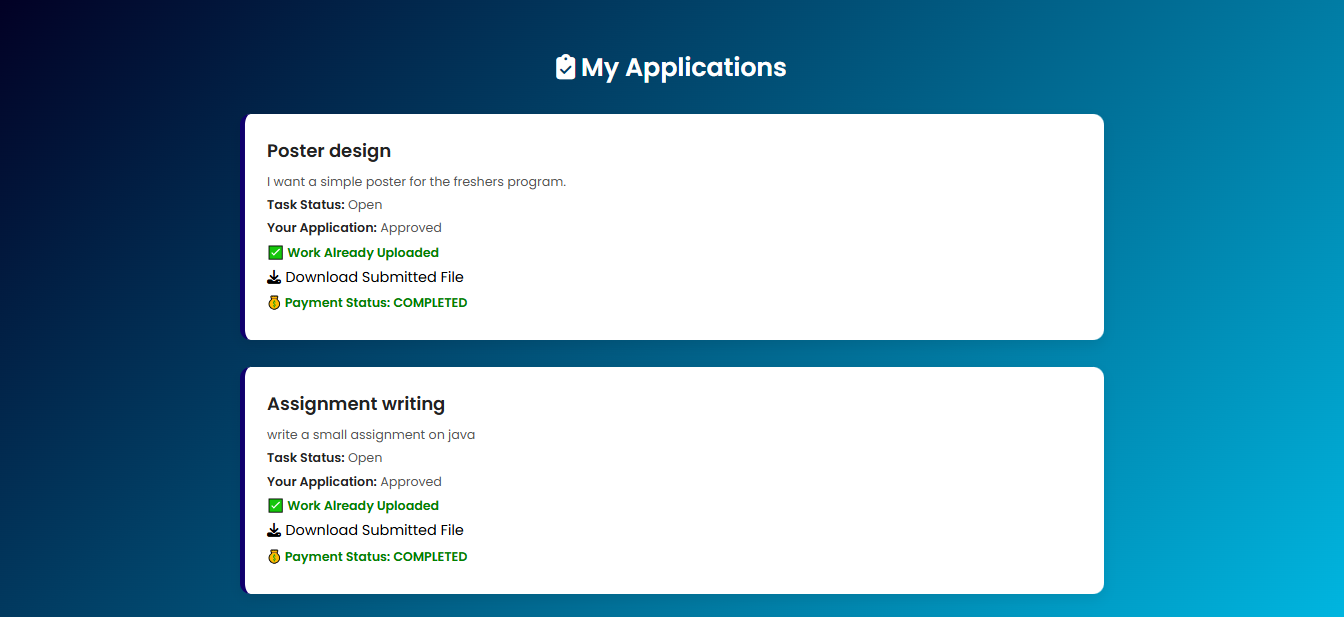 My Applications
Poster design
I want a simple poster for the freshers program.
Task Status: Open
Your Application: Approved
✅ Work Already Uploaded
Download Submitted File
💰 Payment Status: COMPLETED
Assignment writing
write a small assignment on java
Task Status: Open
Your Application: Approved
✅ Work Already Uploaded
Download Submitted File
💰 Payment Status: COMPLETED